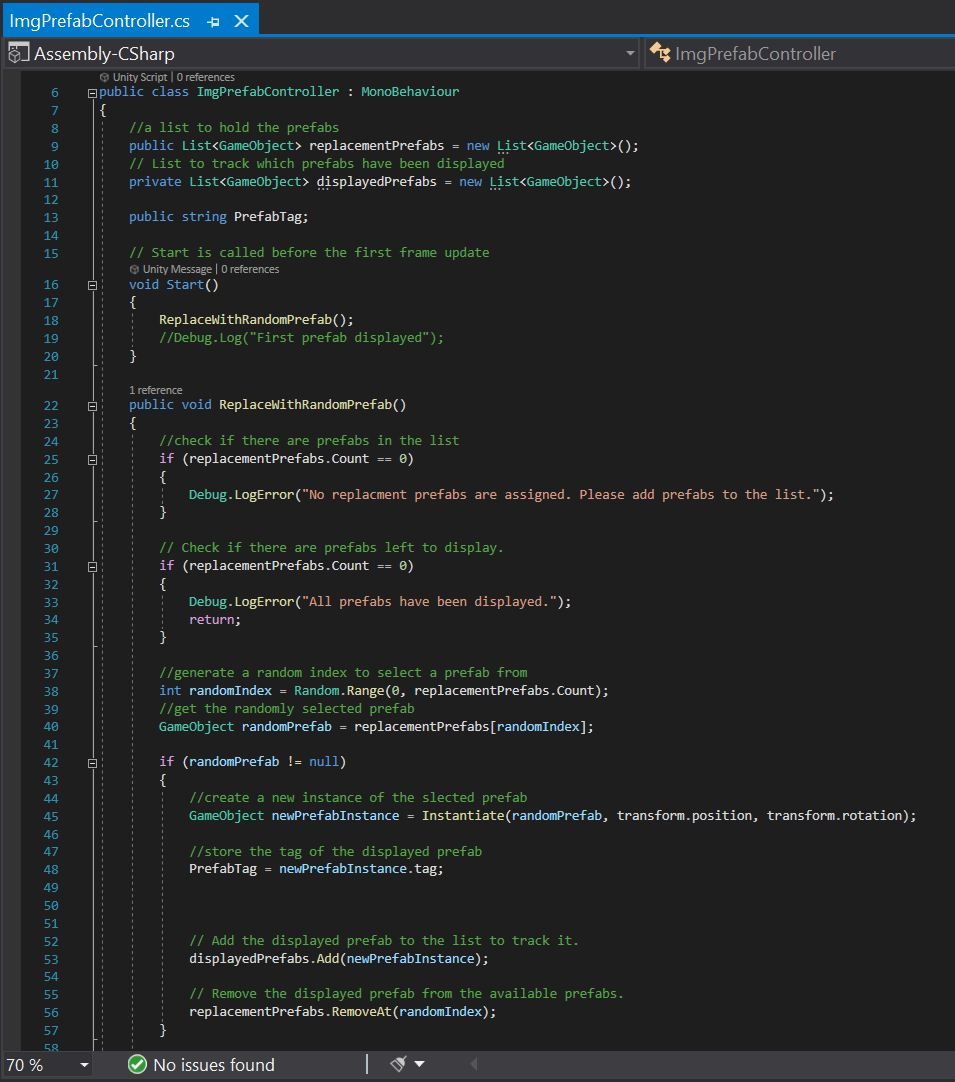 ImgPrefabController.cs
Assembly-CSharp ImgPrefabController
Unity Script | 0 references
6 public class ImgPrefabController : MonoBehaviour
7 {
8 //a list to hold the prefabs
9 public List<GameObject> replacementPrefabs = new List<GameObject>();
10 // List to track which prefabs have been displayed
11 private List<GameObject> displayedPrefabs = new List<GameObject>();
12
13 public string PrefabTag;
14
15 // Start is called before the first frame update
Unity Message | 0 references
16 void Start()
17 {
18 ReplaceWithRandomPrefab();
19 //Debug.Log("First prefab displayed");
20 }
21
1 reference
22 public void ReplaceWithRandomPrefab()
23 {
24 //check if there are prefabs in the list
25 if (replacementPrefabs.Count == 0)
26 {
27 Debug.LogError("No replacment prefabs are assigned. Please add prefabs to the list.");
28 }
29
30 // Check if there are prefabs left to display.
31 if (replacementPrefabs.Count == 0)
32 {
33 Debug.LogError("All prefabs have been displayed.");
34 return;
35 }
36
37 //generate a random index to select a prefab from
38 int randomIndex = Random.Range(0, replacementPrefabs.Count);
39 //get the randomly selected prefab
40 GameObject randomPrefab = replacementPrefabs[randomIndex];
41
42 if (randomPrefab != null)
43 {
44 //create a new instance of the slected prefab
45 GameObject newPrefabInstance = Instantiate(randomPrefab, transform.position, transform.rotation);
46
47 //store the tag of the displayed prefab
48 PrefabTag = newPrefabInstance.tag;
49
50
51
52 // Add the displayed prefab to the list to track it.
53 displayedPrefabs.Add(newPrefabInstance);
54
55 // Remove the displayed prefab from the available prefabs.
56 replacementPrefabs.RemoveAt(randomIndex);
57 }
58
70 % No issues found